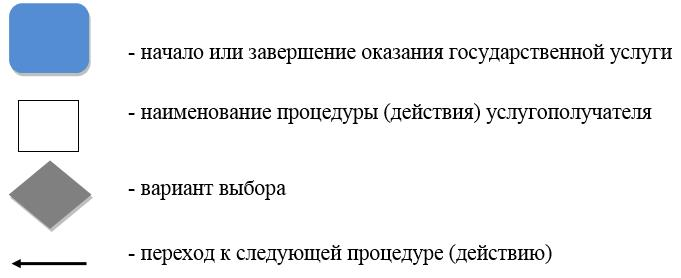 - начало или завершение оказания государственной услуги
- наименование процедуры (действия) услугополучателя
- вариант выбора
- переход к следующей процедуре (действию)